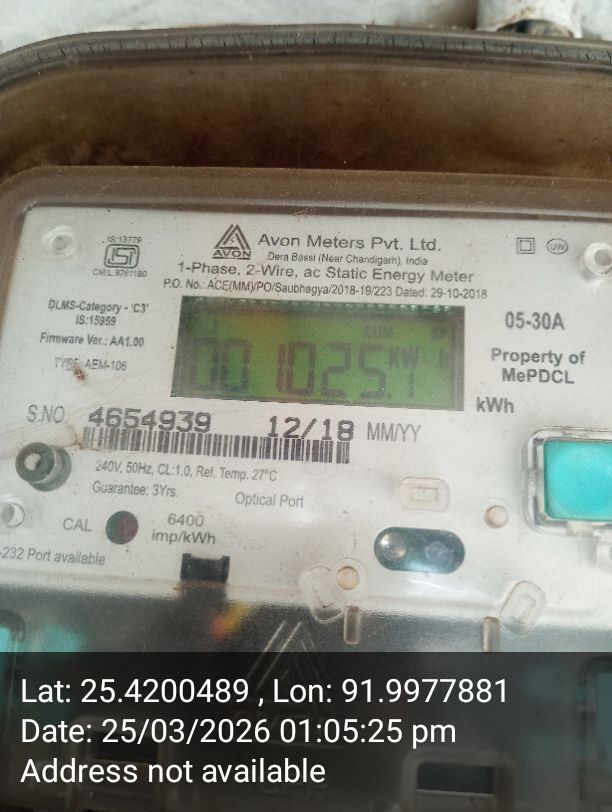 IS:13779
ISI
CM/L:9281180
AVON
Avon Meters Pvt. Ltd.
Dera Bassi (Near Chandigarh), India
1-Phase, 2-Wire, ac Static Energy Meter
P.O. No.: ACE(MM)/PO/Saubhagya/2018-19/223 Dated: 29-10-2018
UW
DLMS-Category - 'C3'
IS:15959
Firmware Ver.: AA1.00
TYPE: AEM-106
CUM
001025.1 KW
kWh
05-30A
Property of
MePDCL
S.NO 4654939 12/18 MM/YY
240V, 50Hz, CL:1.0, Ref. Temp. 27°C
Guarantee: 3Yrs.
Optical Port
CAL
6400
imp/kWh
-232 Port available
Lat: 25.4200489 , Lon: 91.9977881
Date: 25/03/2026 01:05:25 pm
Address not available